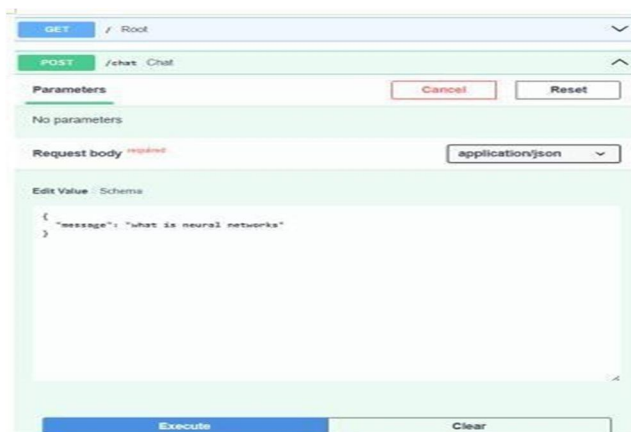 GET / Root
POST /chat Chat
Parameters Cancel Reset
No parameters
Request body required application/json
Edit Value Schema
{
"message": "what is neural networks"
}
Execute Clear